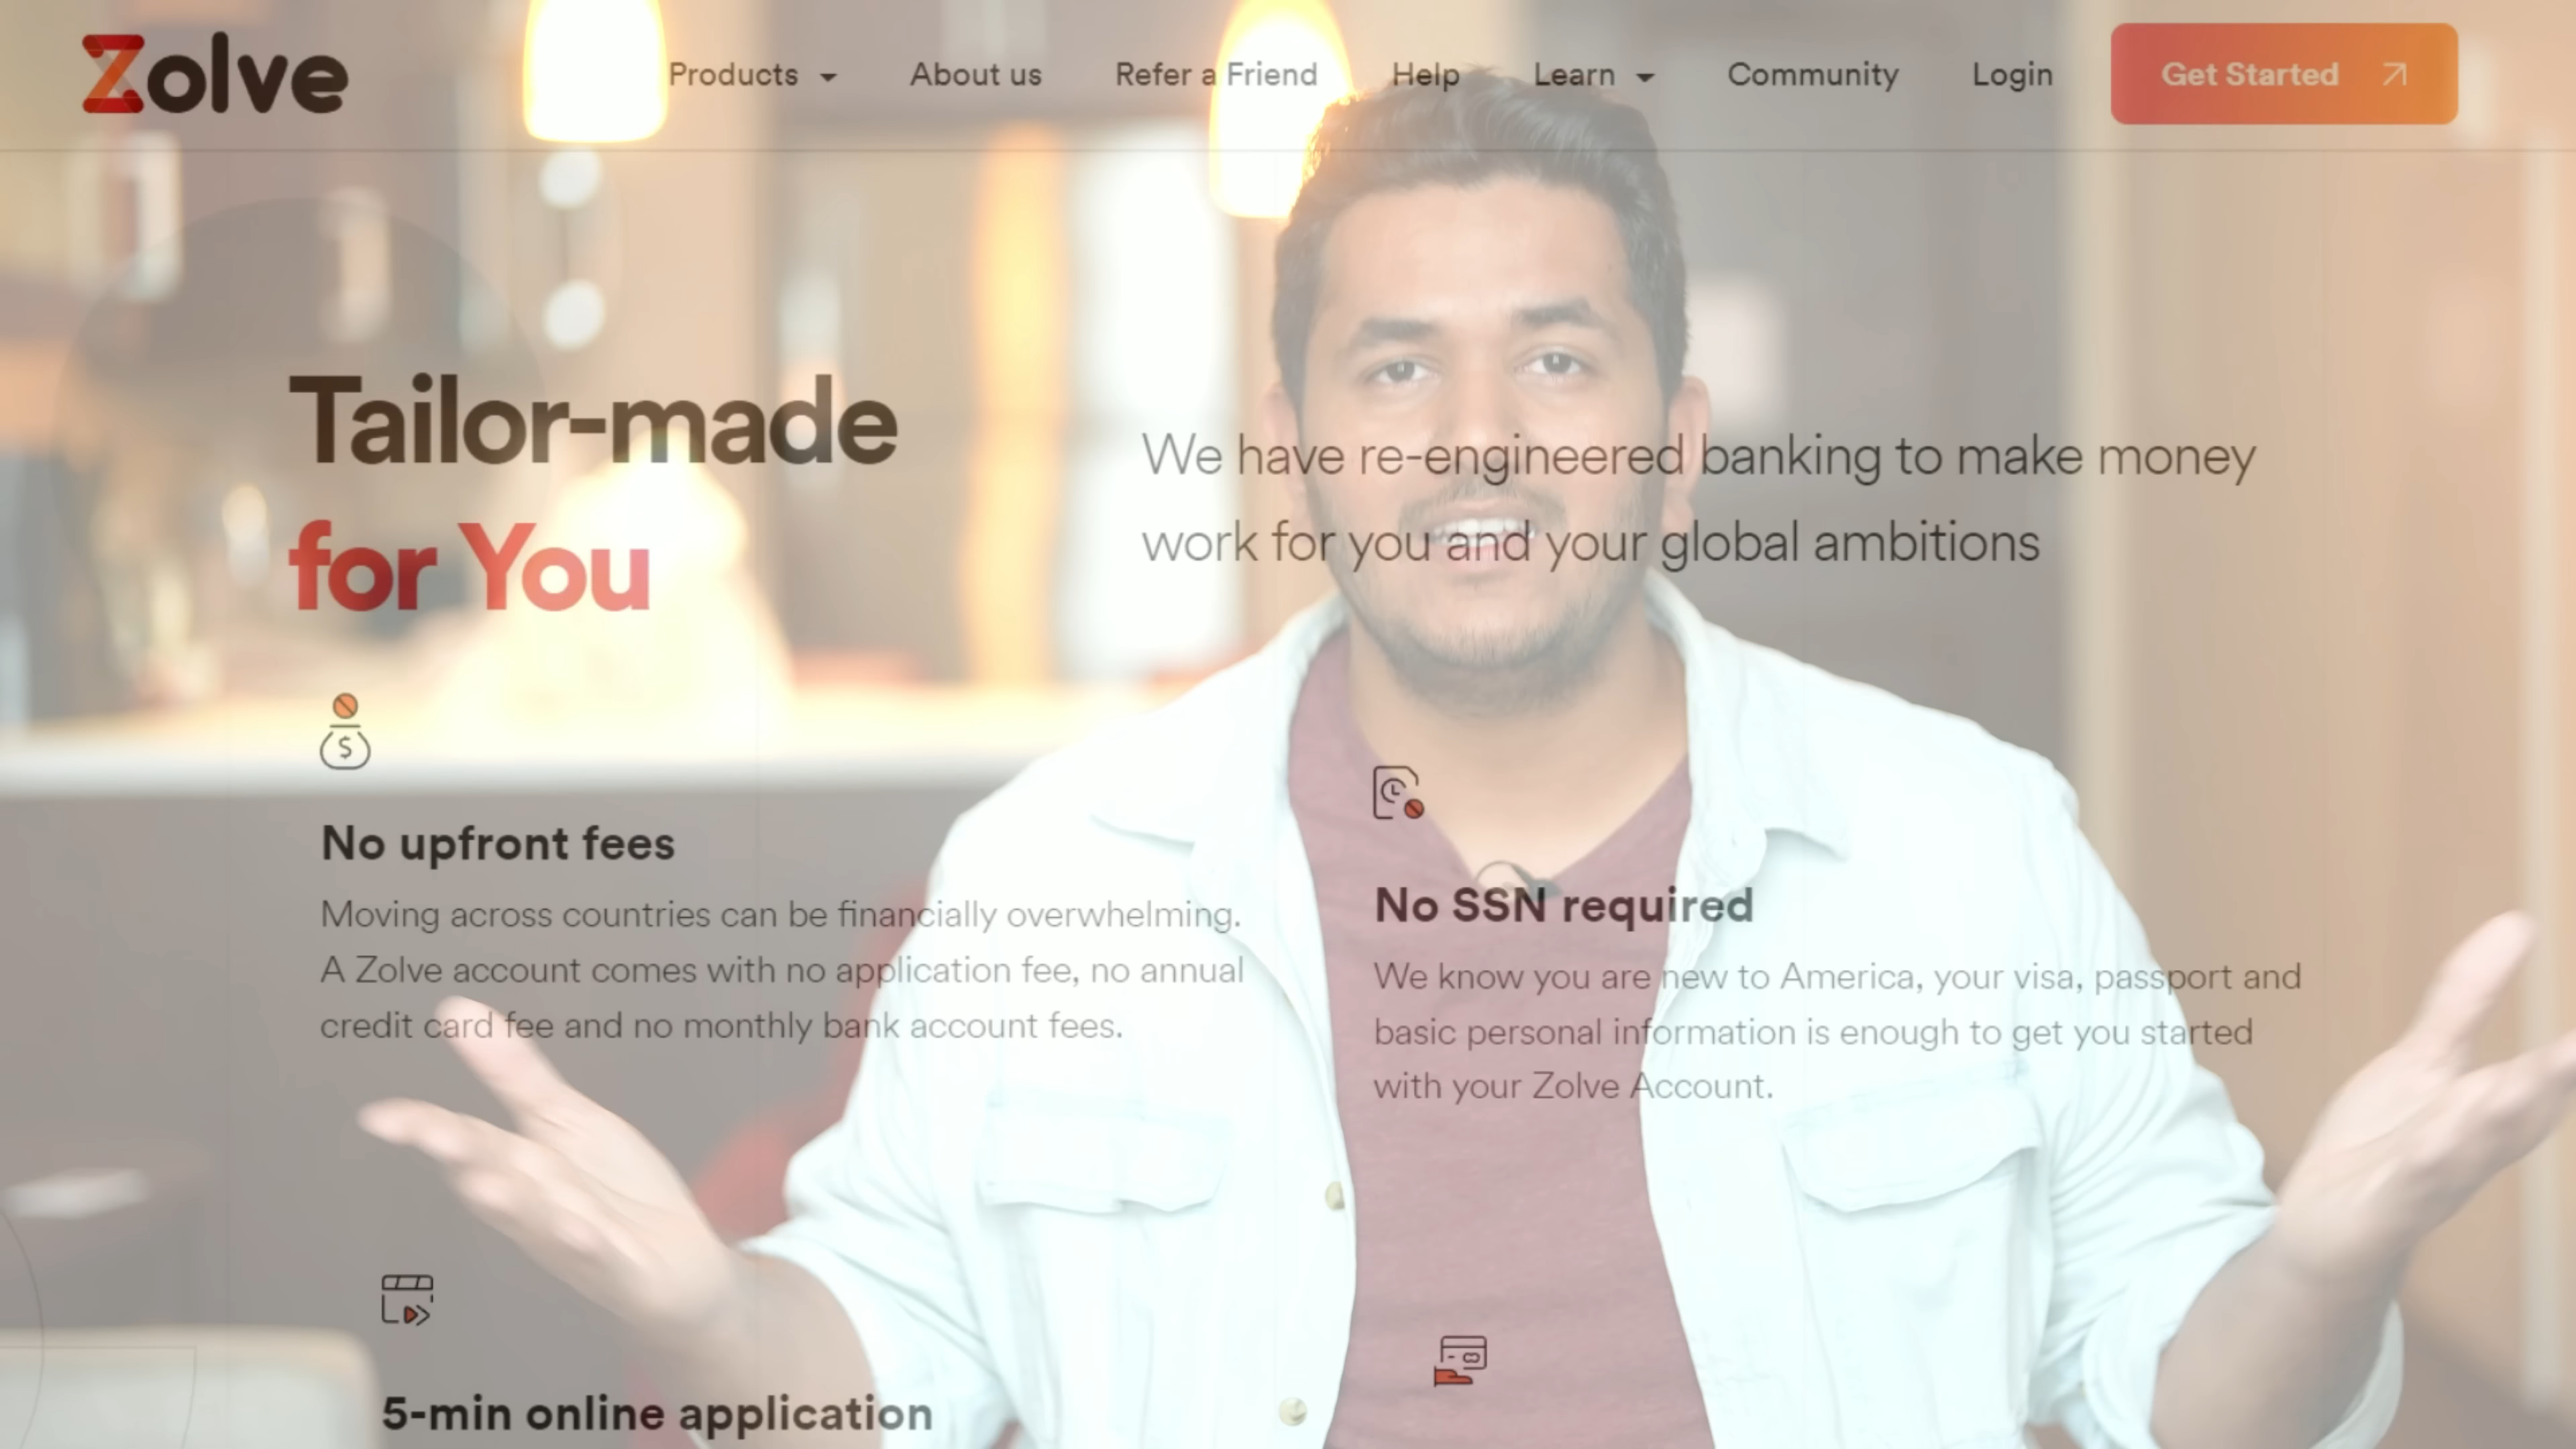 Zolve
Products
About us
Refer a Friend
Help
Learn
Community
Login
Get Started
Tailor-made
for You
We have re-engineered banking to make money
work for you and your global ambitions
$
No upfront fees
Moving across countries can be financially overwhelming.
A Zolve account comes with no application fee, no annual
credit card fee and no monthly bank account fees.
No SSN required
We know you are new to America, your visa, passport and
basic personal information is enough to get you started
with your Zolve Account.
5-min online application